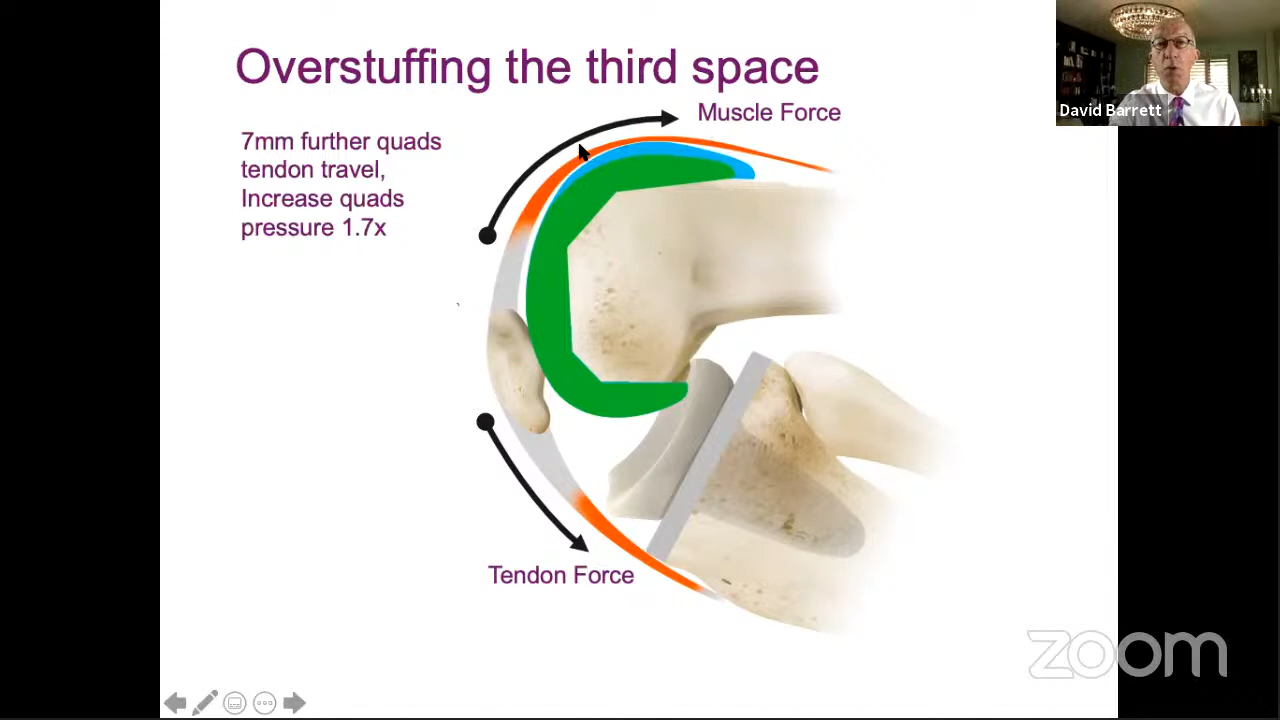 Overstuffing the third space
Muscle Force
David Barrett
7mm further quads
tendon travel,
Increase quads
pressure 1.7x
Tendon Force
zoom